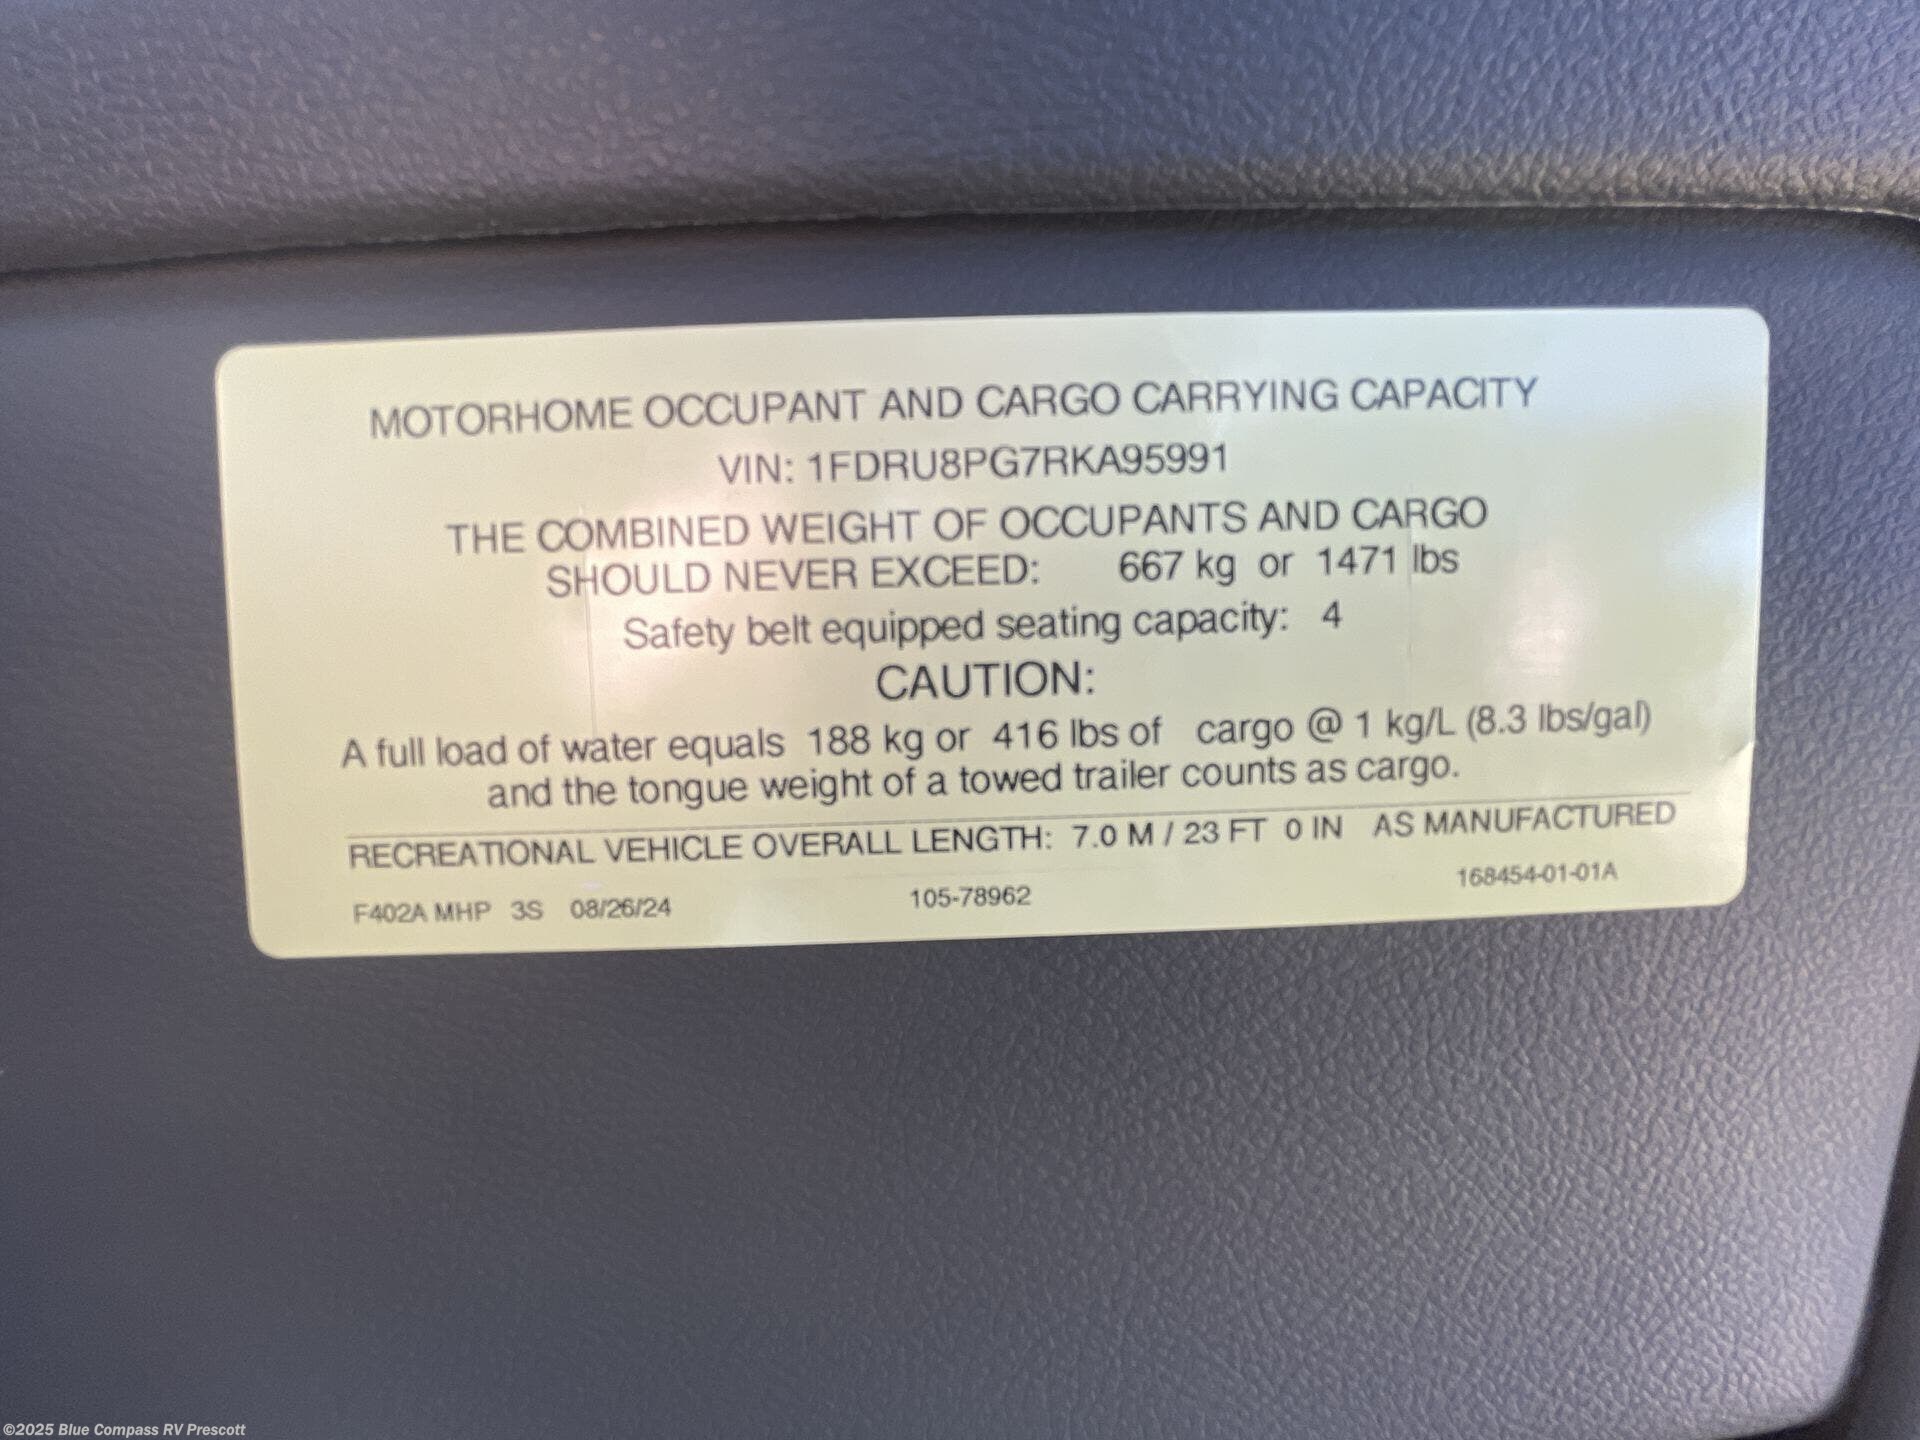 MOTORHOME OCCUPANT AND CARGO CARRYING CAPACITY
VIN: 1FDRU8PG7RKA95991
THE COMBINED WEIGHT OF OCCUPANTS AND CARGO
SHOULD NEVER EXCEED: 667 kg or 1471 lbs
Safety belt equipped seating capacity: 4
CAUTION:
A full load of water equals 188 kg or 416 lbs of cargo @ 1 kg/L (8.3 lbs/gal)
and the tongue weight of a towed trailer counts as cargo.
RECREATIONAL VEHICLE OVERALL LENGTH: 7.0 M / 23 FT 0 IN AS MANUFACTURED
F402A MHP 3S 08/26/24 105-78962 168454-01-01A
©2025 Blue Compass RV Prescott